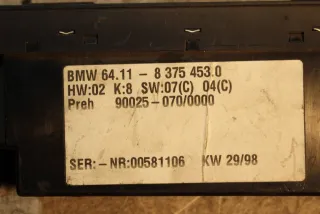 BMW 64.11 - 8 375 453.0
HW:02 K:8 SW:07(C) 04(C)
Preh 90025-070/0000
SER:-NR:00581106 KW 29/98